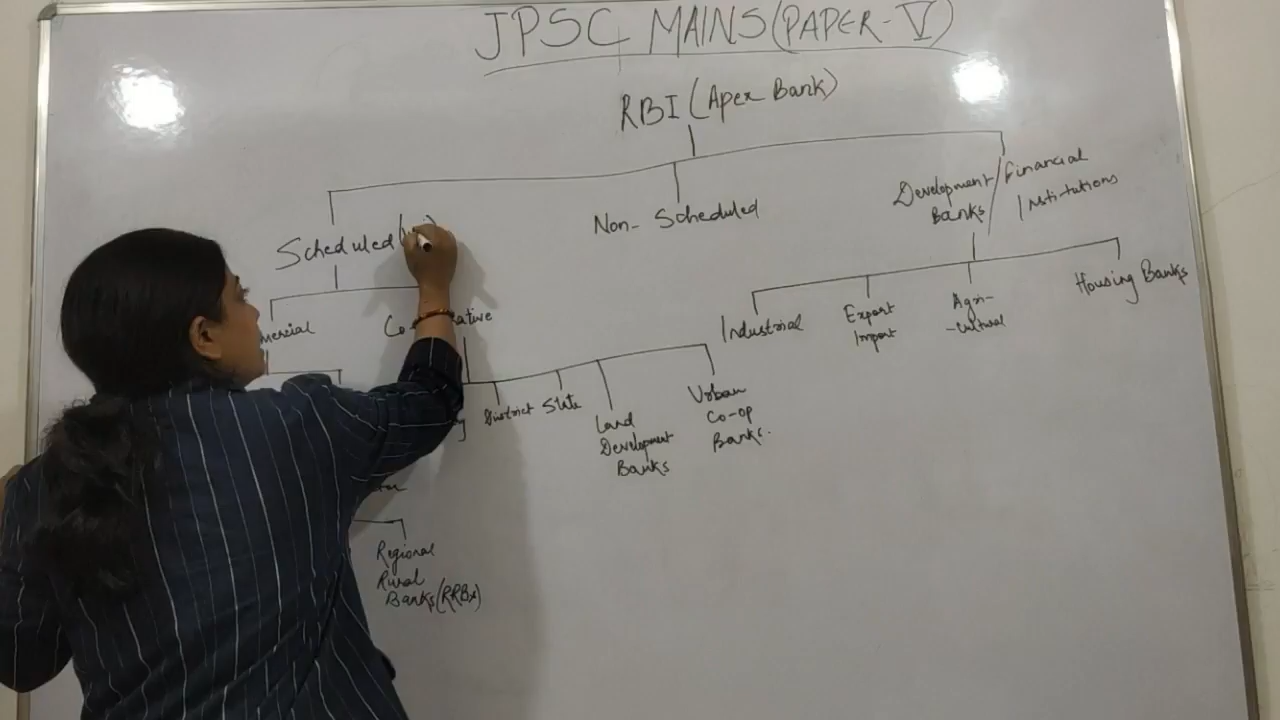 JPSC MAINS (PAPER-V)
RBI (Apex Bank)
Scheduled
Non-Scheduled
Development Banks/
Financial Institutions
mercial
Industrial
Export
Import
Agri-
-cultural
Housing Banks
District
State
Land
Development
Banks
Urban
Co-op
Banks.
Regional
Rural
Banks (RRBs)